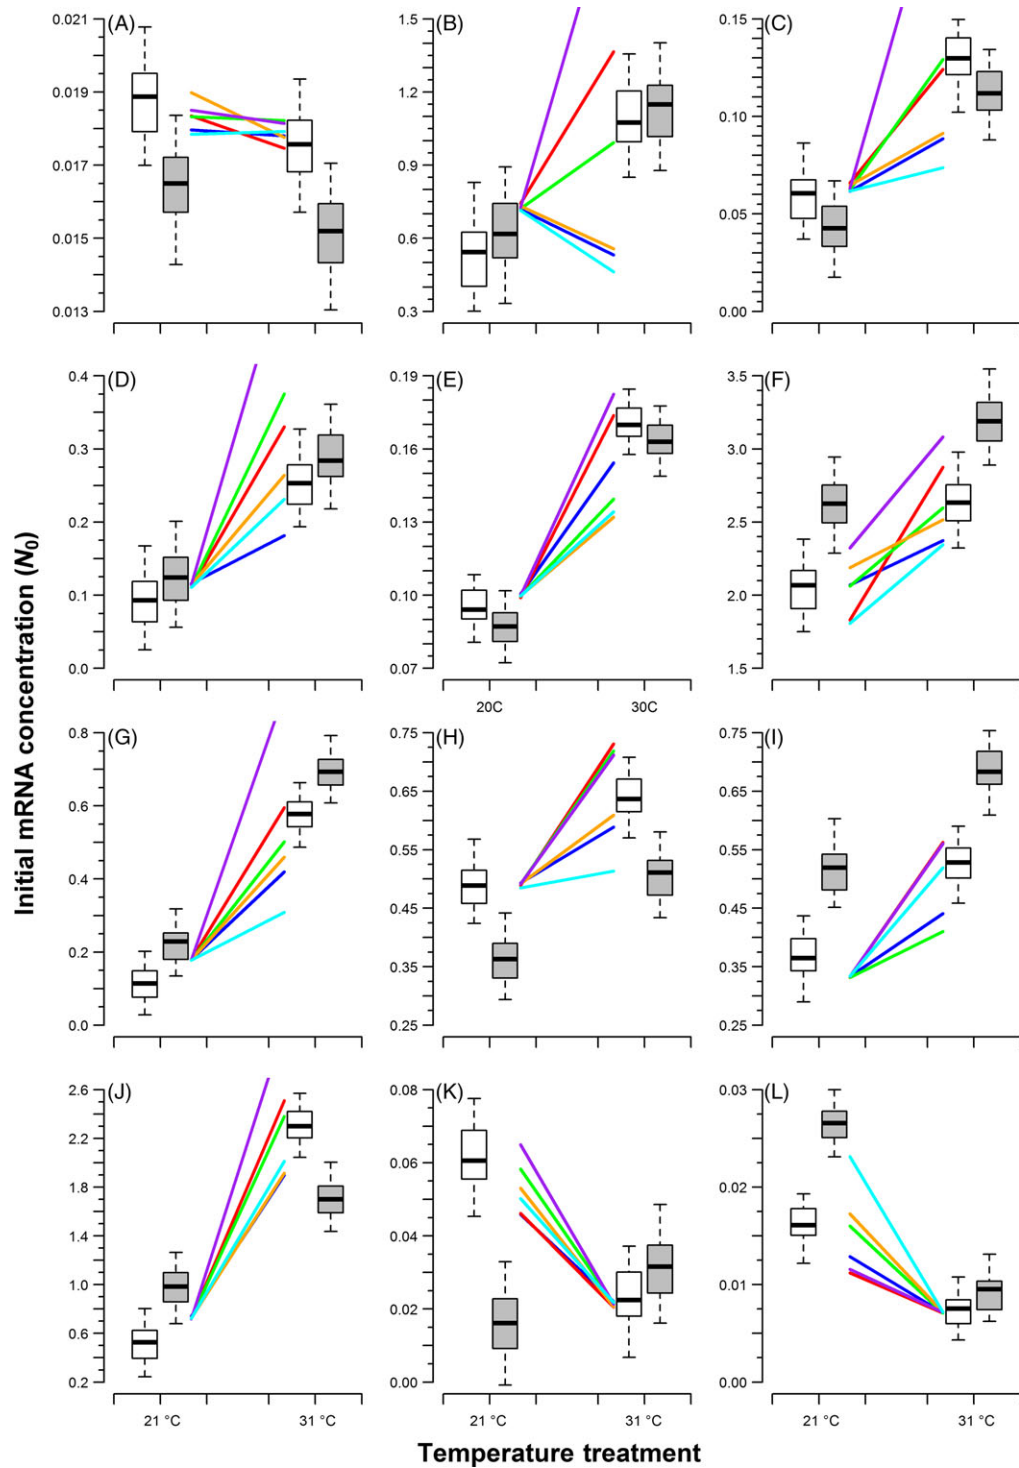 (A) (B) (C)
0.021 1.5 0.15
0.019 1.2 0.10
0.017 0.9 0.05
0.015 0.6 0.00
0.013 0.3
(D) (E) (F)
0.4 0.19 3.5
0.3 0.16 3.0
0.2 0.13 2.5
0.1 0.10 2.0
0.0 0.07 1.5
20C 30C
(G) (H) (I)
0.8 0.75 0.75
0.6 0.65 0.65
0.4 0.55 0.55
0.2 0.45 0.45
0.0 0.35 0.35
0.25 0.25
(J) (K) (L)
2.6 0.08 0.03
2.2 0.06 0.02
1.8 0.04 0.01
1.4 0.02 0.00
1.0 0.00
0.6
0.2
21 °C 31 °C 21 °C 31 °C 21 °C 31 °C
Initial mRNA concentration (N₀)
Temperature treatment